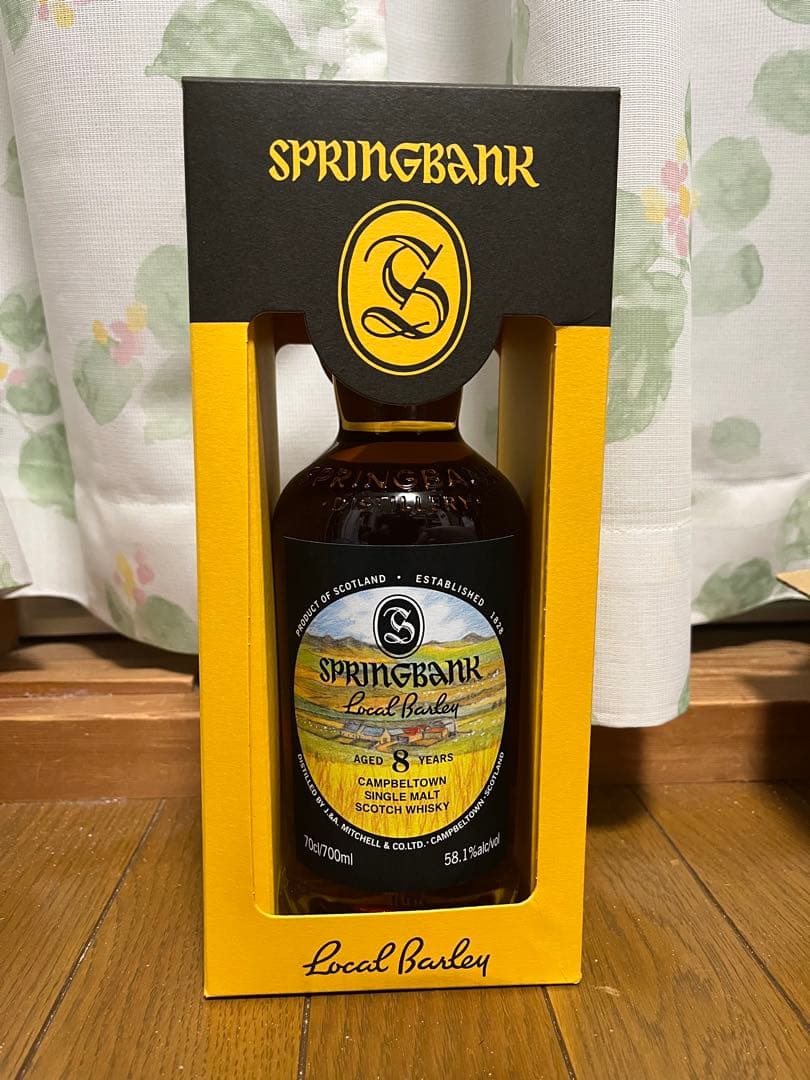 SPRINGBANK
S
SPRINGBANK
DISTILLERY
PRODUCT OF SCOTLAND • ESTABLISHED 1828
S
SPRINGBANK
Local Barley
AGED 8 YEARS
CAMPBELTOWN
SINGLE MALT
SCOTCH WHISKY
DISTILLED BY J.&A. MITCHELL & CO.LTD. · CAMPBELTOWN · SCOTLAND
70cl/700ml
58.1%alc/vol
Local Barley